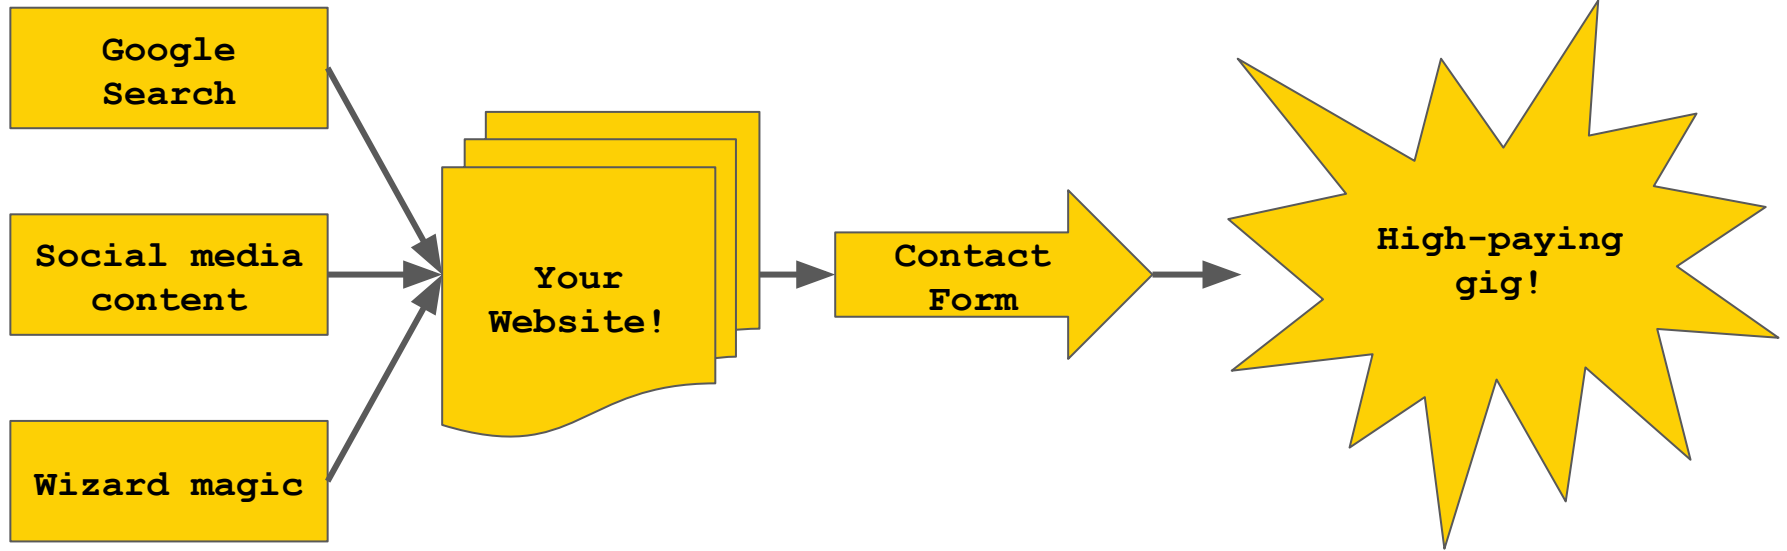 Google
Search
Social media
content
Wizard magic
Your
Website!
Contact
Form
High-paying
gig!